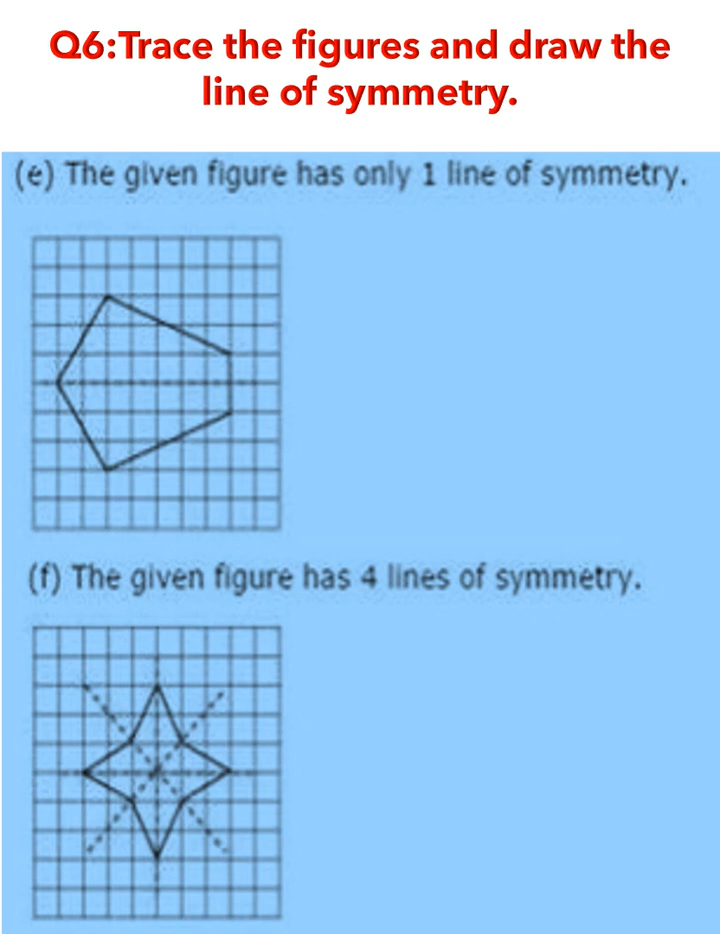 Q6:Trace the figures and draw the
line of symmetry.
(e) The given figure has only 1 line of symmetry.
(f) The given figure has 4 lines of symmetry.